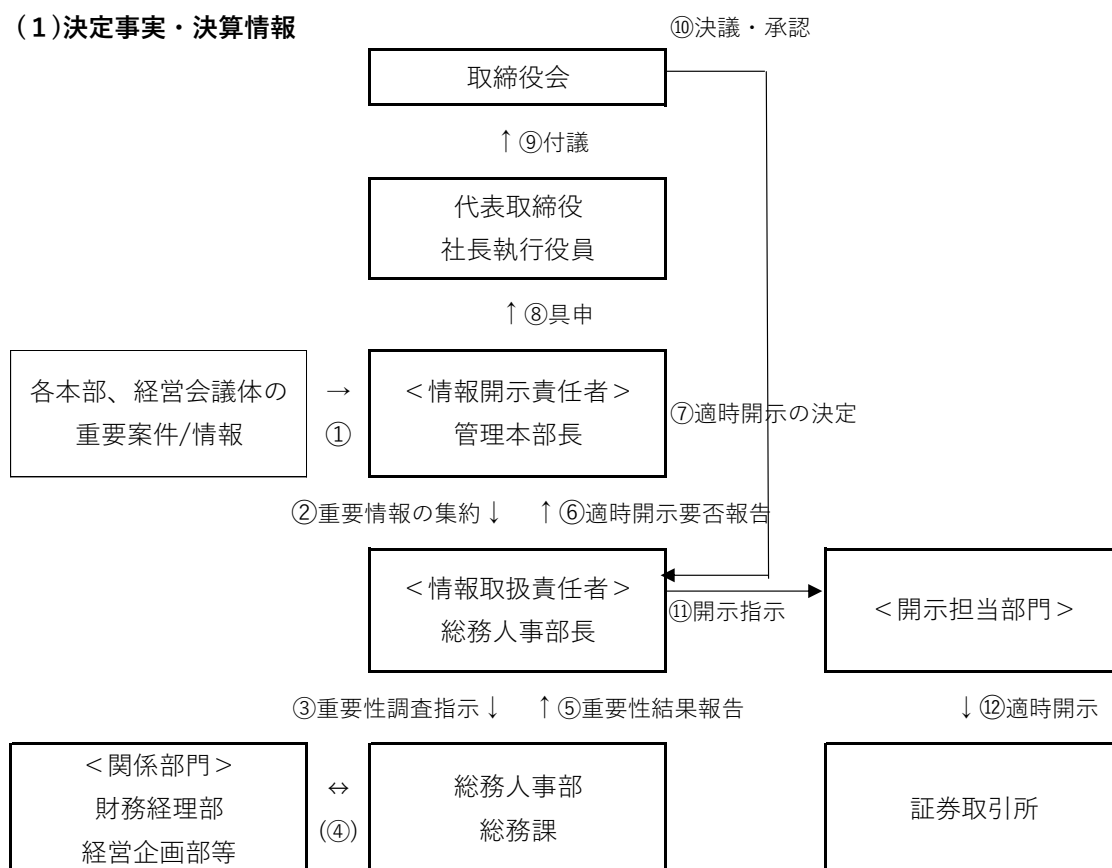 (１)決定事実・決算情報
⑩決議・承認
取締役会
↑⑨付議
代表取締役
社長執行役員
↑⑧具申
各本部、経営会議体の
重要案件/情報
→
①
＜情報開示責任者＞
管理本部長
⑦適時開示の決定
②重要情報の集約↓ ↑⑥適時開示要否報告
＜情報取扱責任者＞
総務人事部長
⑪開示指示
＜開示担当部門＞
③重要性調査指示↓ ↑⑤重要性結果報告
↓⑫適時開示
＜関係部門＞
財務経理部
経営企画部等
↔
(④)
総務人事部
総務課
証券取引所